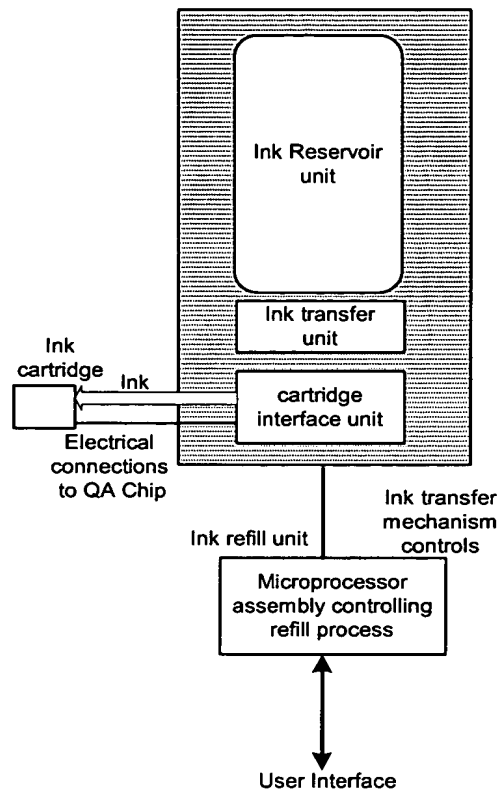 Ink Reservoir
unit
Ink transfer
unit
Ink
cartridge
Ink
cartridge
interface unit
Electrical
connections
to QA Chip
Ink transfer
mechanism
controls
Ink refill unit
Microprocessor
assembly controlling
refill process
User Interface